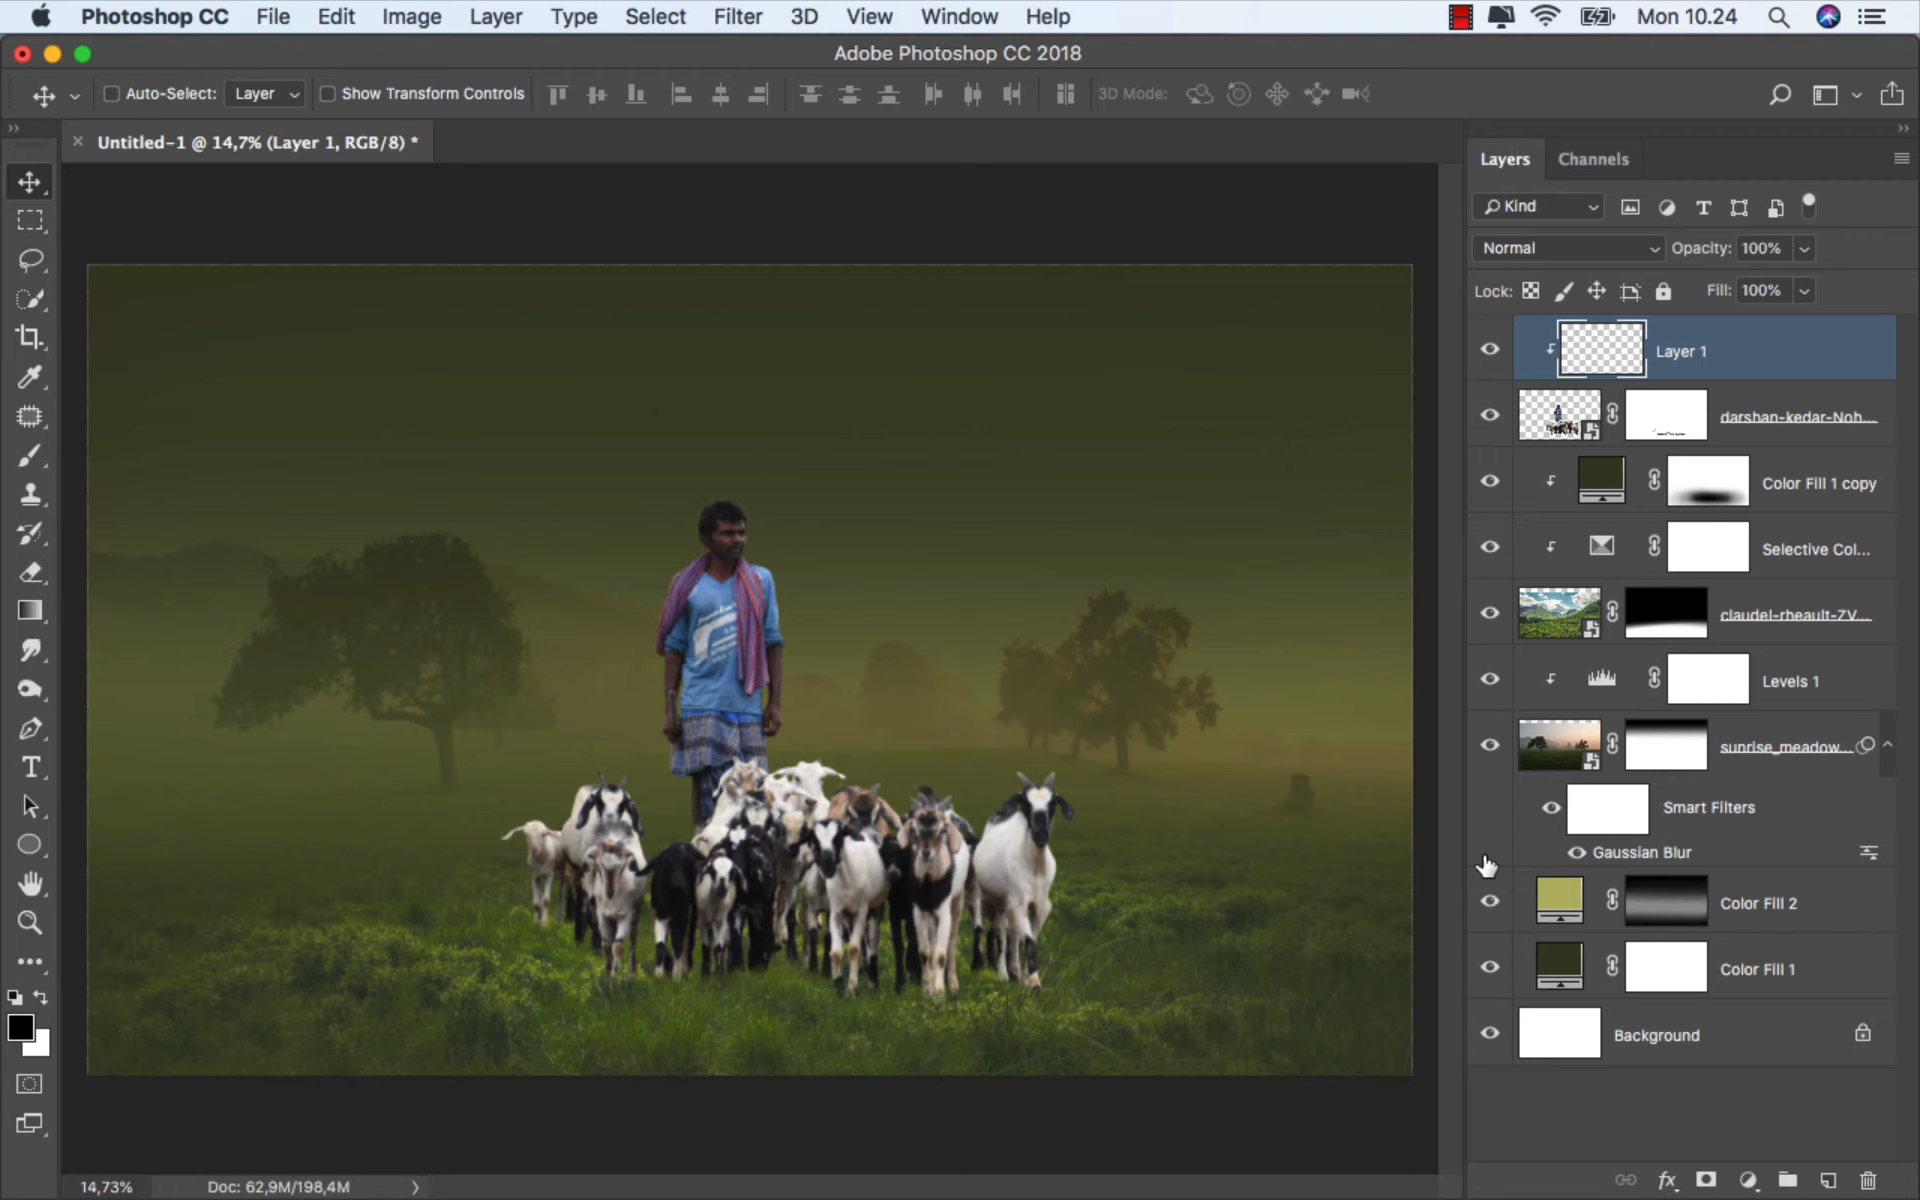 Photoshop CC File Edit Image Layer Type Select Filter 3D View Window Help Mon 10.24
Adobe Photoshop CC 2018
Auto-Select: Layer Show Transform Controls 3D Mode:
Untitled-1 @ 14,7% (Layer 1, RGB/8) *
Layers Channels
Kind
Normal Opacity: 100%
Lock: Fill: 100%
Layer 1
darshan-kedar-Noh...
Color Fill 1 copy
Selective Col...
claudel-rheault-ZV...
Levels 1
sunrise_meadow...
Smart Filters
Gaussian Blur
Color Fill 2
Color Fill 1
Background
14,73% Doc: 62,9M/198,4M
fx